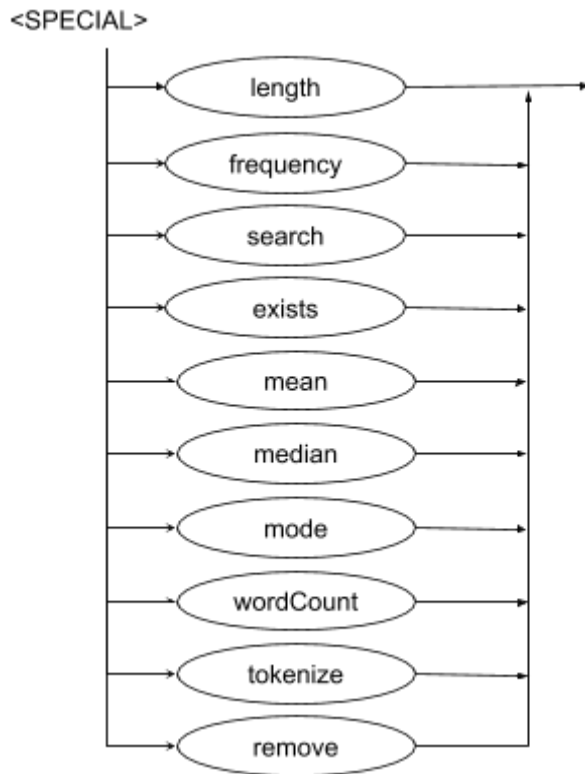 <SPECIAL>
length
frequency
search
exists
mean
median
mode
wordCount
tokenize
remove